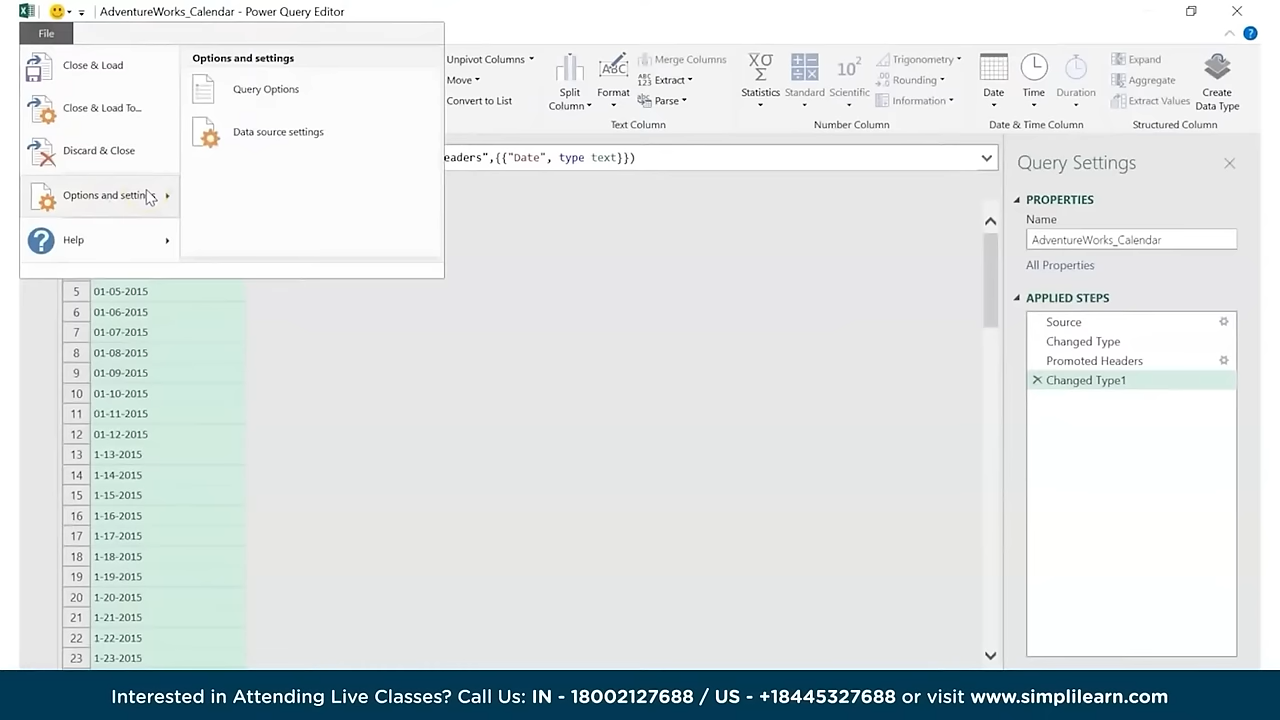 AdventureWorks_Calendar - Power Query Editor
File
Close & Load
Close & Load To...
Discard & Close
Options and settings
Help
Options and settings
Query Options
Data source settings
Unpivot Columns
Move
Convert to List
Split Column
Format
ABC
Merge Columns
ABC 123 Extract
Parse
Text Column
ΧΣσ Statistics
Standard
10² Scientific
Trigonometry
.00 Rounding
Information
Number Column
Date
Time
Duration
Date & Time Column
Expand
Aggregate
Extract Values
Structured Column
Create Data Type
eaders",{{"Date", type text}})
5 01-05-2015
6 01-06-2015
7 01-07-2015
8 01-08-2015
9 01-09-2015
10 01-10-2015
11 01-11-2015
12 01-12-2015
13 1-13-2015
14 1-14-2015
15 1-15-2015
16 1-16-2015
17 1-17-2015
18 1-18-2015
19 1-19-2015
20 1-20-2015
21 1-21-2015
22 1-22-2015
23 1-23-2015
Query Settings
PROPERTIES
Name
AdventureWorks_Calendar
All Properties
APPLIED STEPS
Source
Changed Type
Promoted Headers
Changed Type1
Interested in Attending Live Classes? Call Us: IN - 18002127688 / US - +18445327688 or visit www.simplilearn.com